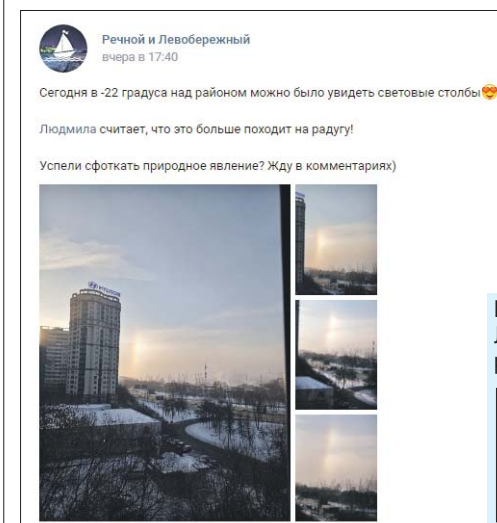 Речной и Левобережный
вчера в 17:40
Сегодня в -22 градуса над районом можно было увидеть световые столбы😍
Людмила считает, что это больше походит на радугу!
Успели сфоткать природное явление? Жду в комментариях)
HYUNDAI